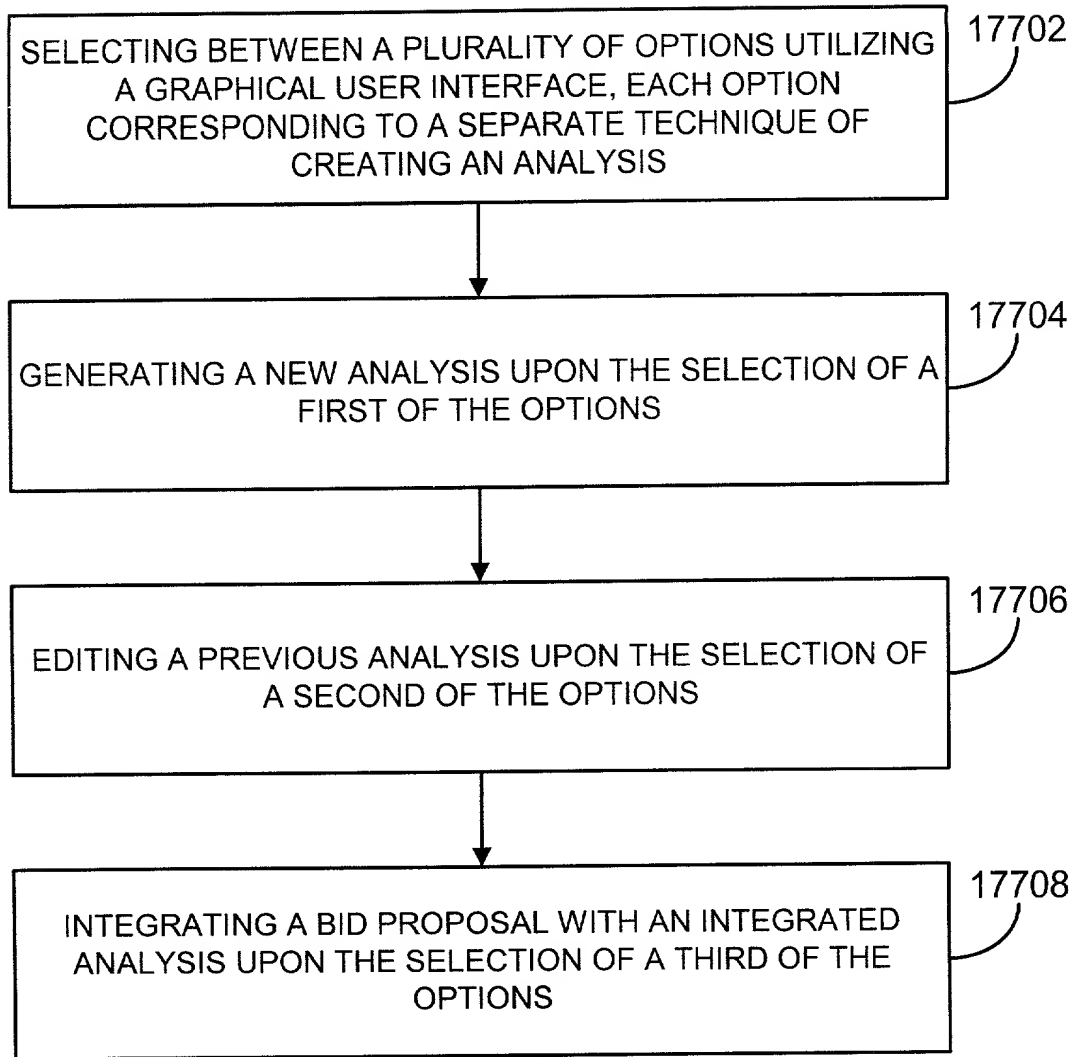 17702
SELECTING BETWEEN A PLURALITY OF OPTIONS UTILIZING
A GRAPHICAL USER INTERFACE, EACH OPTION
CORRESPONDING TO A SEPARATE TECHNIQUE OF
CREATING AN ANALYSIS
17704
GENERATING A NEW ANALYSIS UPON THE SELECTION OF A
FIRST OF THE OPTIONS
17706
EDITING A PREVIOUS ANALYSIS UPON THE SELECTION OF
A SECOND OF THE OPTIONS
17708
INTEGRATING A BID PROPOSAL WITH AN INTEGRATED
ANALYSIS UPON THE SELECTION OF A THIRD OF THE
OPTIONS